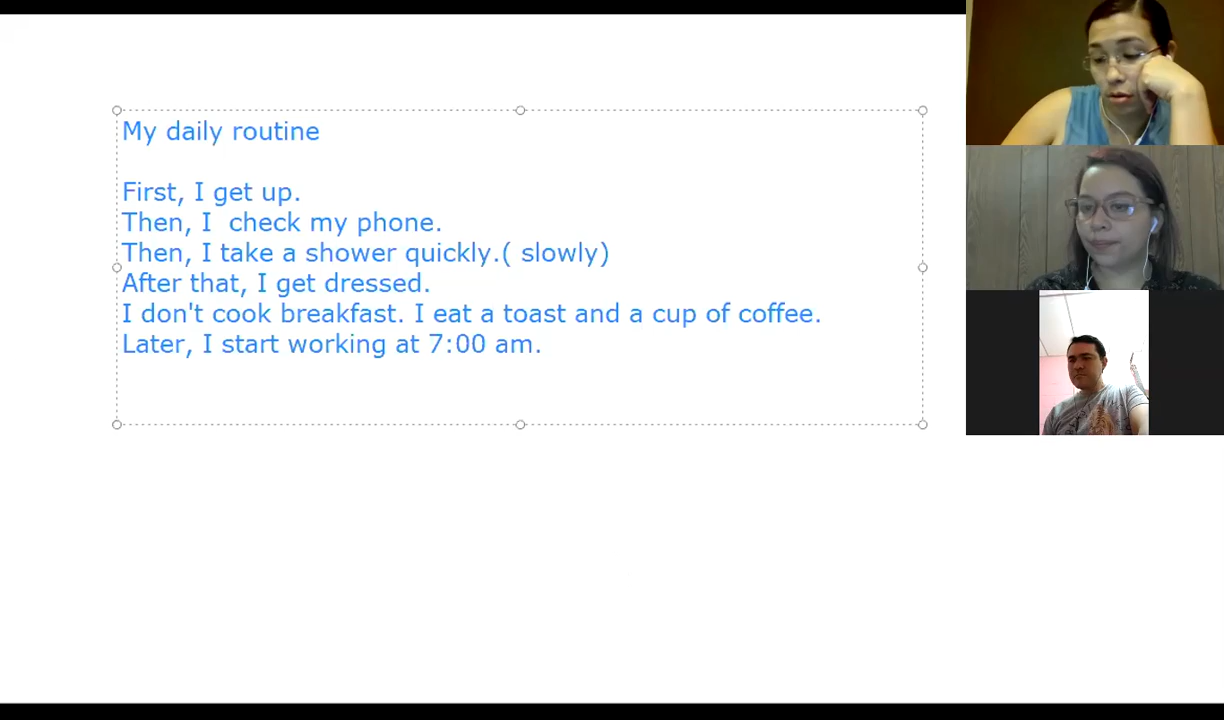 My daily routine
First, I get up.
Then, I  check my phone.
Then, I take a shower quickly.( slowly)
After that, I get dressed.
I don't cook breakfast. I eat a toast and a cup of coffee.
Later, I start working at 7:00 am.